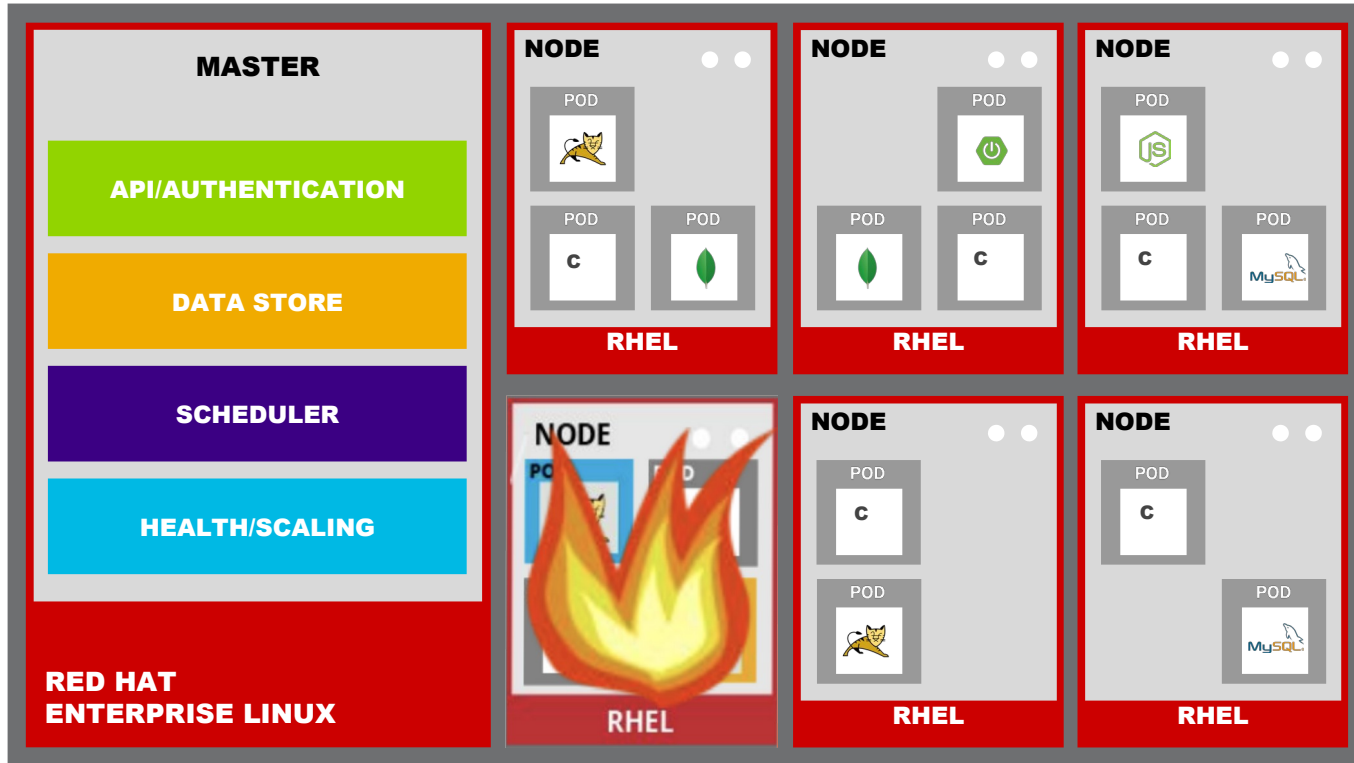 MASTER
API/AUTHENTICATION
DATA STORE
SCHEDULER
HEALTH/SCALING
RED HAT
ENTERPRISE LINUX
NODE
POD
POD
C
POD
RHEL
NODE
POD
POD
POD
C
RHEL
NODE
POD
JS
POD
C
POD
MySQL
RHEL
NODE
RHEL
NODE
POD
C
POD
RHEL
NODE
POD
C
POD
MySQL
RHEL